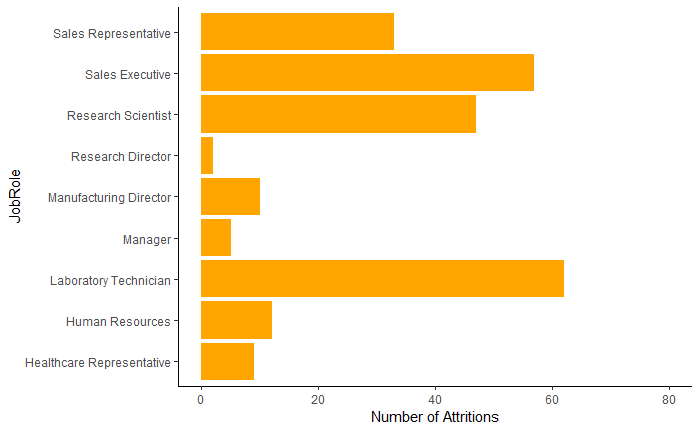 JobRole
Sales Representative
Sales Executive
Research Scientist
Research Director
Manufacturing Director
Manager
Laboratory Technician
Human Resources
Healthcare Representative
0 20 40 60 80
Number of Attritions